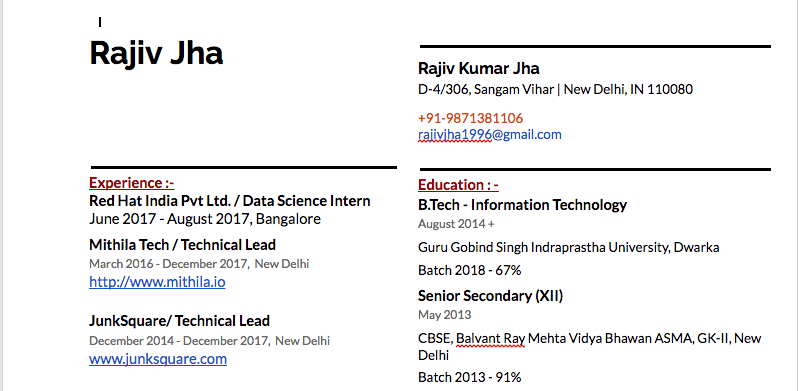 Rajiv Jha
Rajiv Kumar Jha
D-4/306, Sangam Vihar | New Delhi, IN 110080
+91-9871381106
rajivjha1996@gmail.com
Experience :-
Red Hat India Pvt Ltd. / Data Science Intern
June 2017 - August 2017, Bangalore
Mithila Tech / Technical Lead
March 2016 - December 2017, New Delhi
http://www.mithila.io
JunkSquare/ Technical Lead
December 2014 - December 2017, New Delhi
www.junksquare.com
Education : -
B.Tech - Information Technology
August 2014 +
Guru Gobind Singh Indraprastha University, Dwarka
Batch 2018 - 67%
Senior Secondary (XII)
May 2013
CBSE, Balvant Ray Mehta Vidya Bhawan ASMA, GK-II, New
Delhi
Batch 2013 - 91%